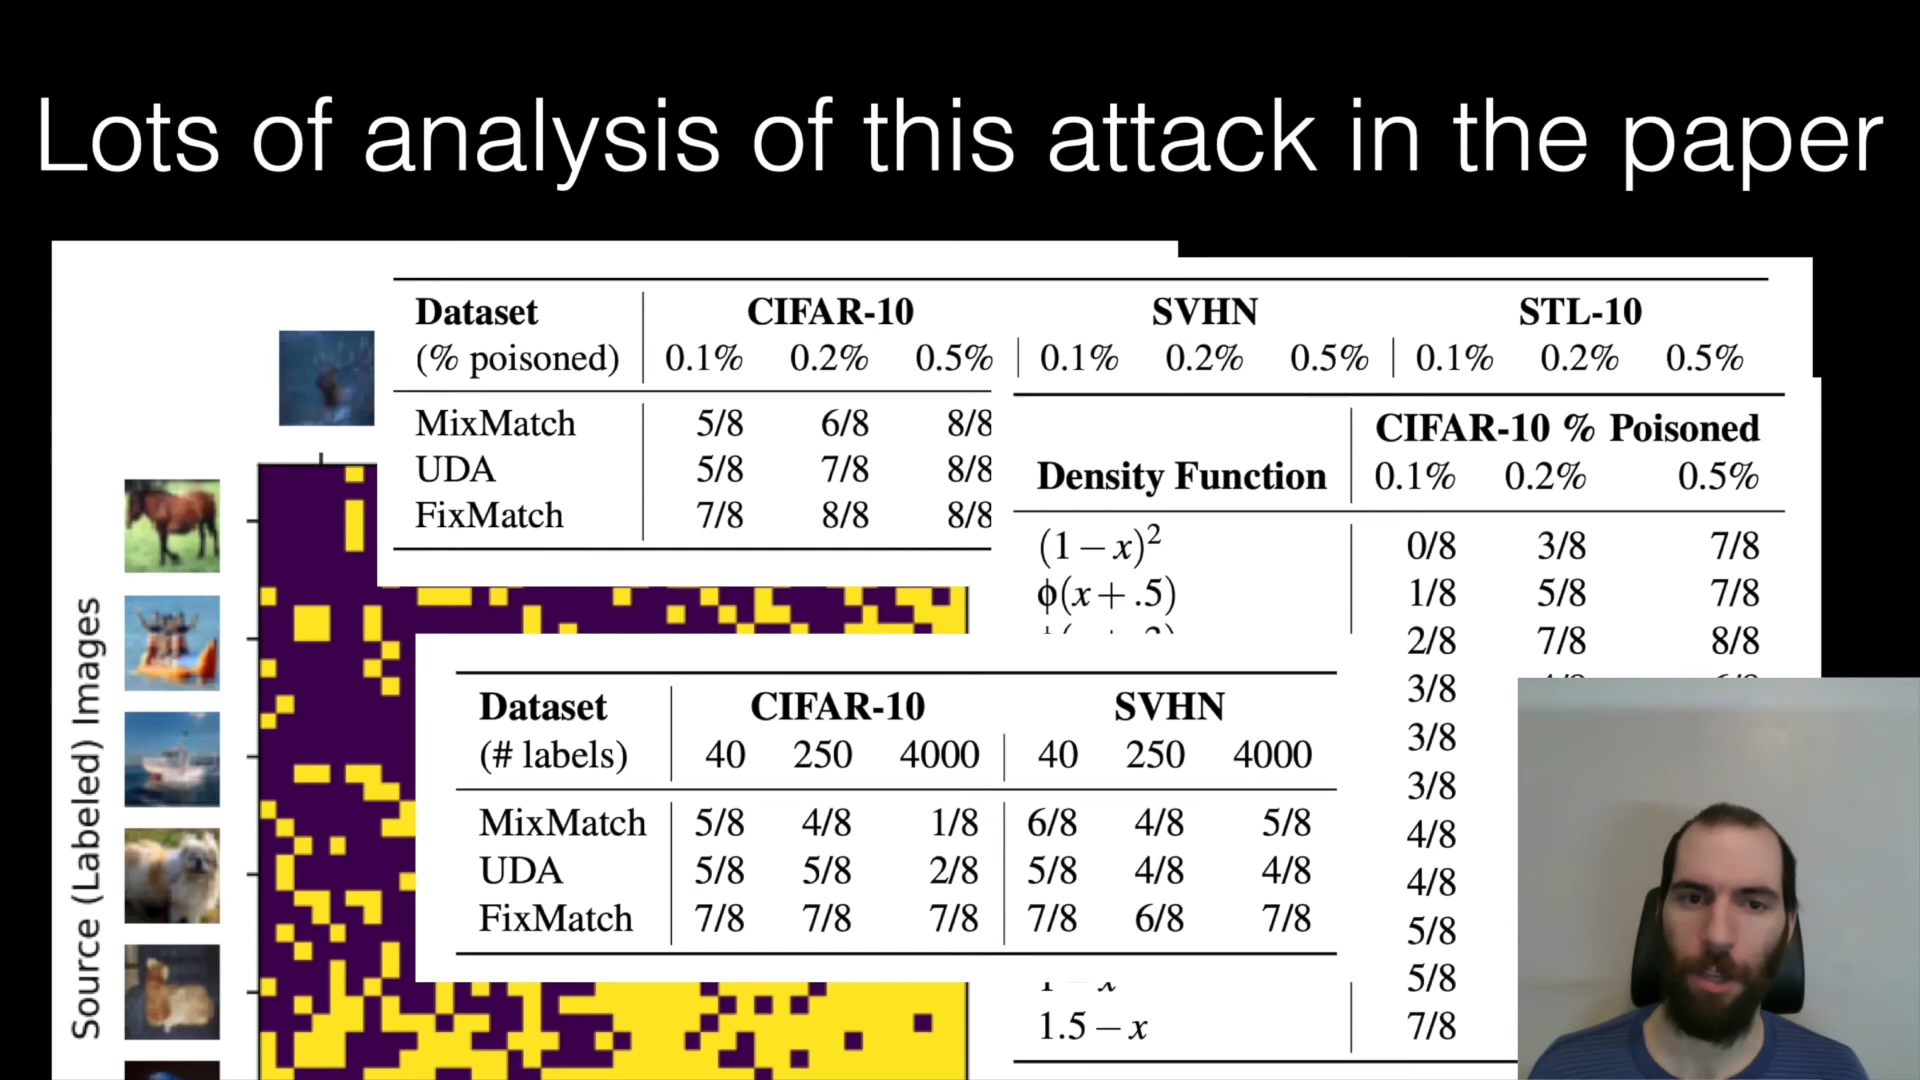 Lots of analysis of this attack in the paper
Dataset CIFAR-10 SVHN STL-10
(% poisoned) 0.1% 0.2% 0.5% 0.1% 0.2% 0.5% 0.1% 0.2% 0.5%
MixMatch 5/8 6/8 8/8
UDA 5/8 7/8 8/8
FixMatch 7/8 8/8 8/8
CIFAR-10 % Poisoned
Density Function 0.1% 0.2% 0.5%
(1 − x)² 0/8 3/8 7/8
ϕ(x + .5) 1/8 5/8 7/8
2/8 7/8 8/8
3/8
3/8
3/8
4/8
4/8
5/8
5/8
1.5 − x 7/8
Dataset CIFAR-10 SVHN
(# labels) 40 250 4000 40 250 4000
MixMatch 5/8 4/8 1/8 6/8 4/8 5/8
UDA 5/8 5/8 2/8 5/8 4/8 4/8
FixMatch 7/8 7/8 7/8 7/8 6/8 7/8
Source (Labeled) Images